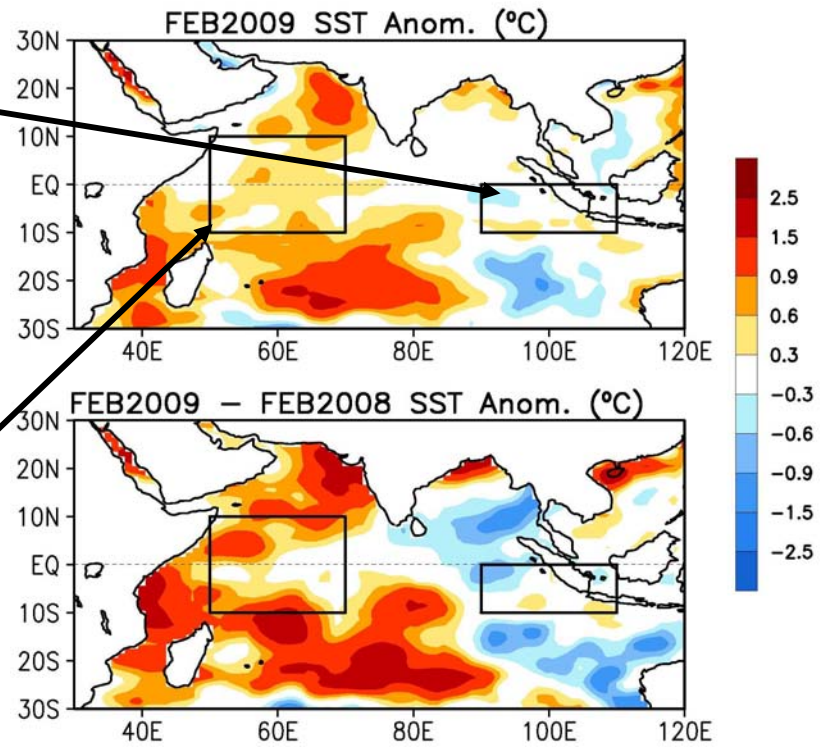 FEB2009 SST Anom. (ºC)
30N
20N
10N
EQ
10S
20S
30S
40E 60E 80E 100E 120E
2.5
1.5
0.9
0.6
0.3
-0.3
-0.6
-0.9
-1.5
-2.5
FEB2009 – FEB2008 SST Anom. (ºC)
30N
20N
10N
EQ
10S
20S
30S
40E 60E 80E 100E 120E